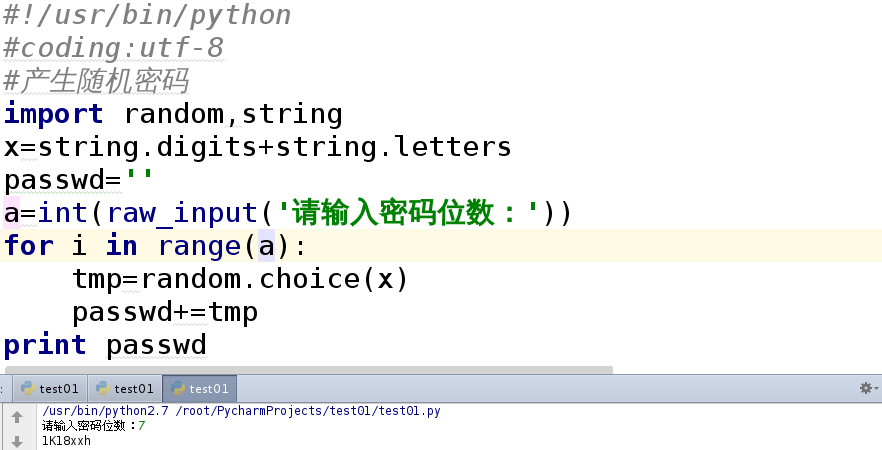 #!/usr/bin/python
#coding:utf-8
#产生随机密码
import random,string
x=string.digits+string.letters
passwd=''
a=int(raw_input('请输入密码位数：'))
for i in range(a):
    tmp=random.choice(x)
    passwd+=tmp
print passwd
: test01 test01 test01
/usr/bin/python2.7 /root/PycharmProjects/test01/test01.py
请输入密码位数：7
lK18xxh